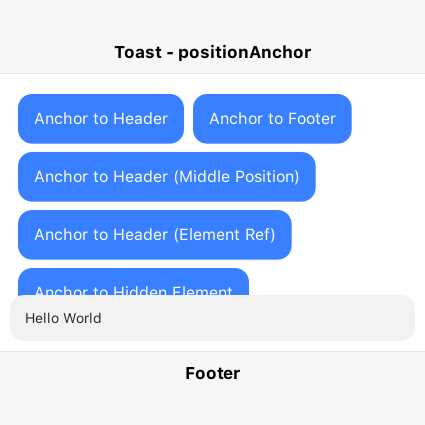 Toast - positionAnchor
Anchor to Header
Anchor to Footer
Anchor to Header (Middle Position)
Anchor to Header (Element Ref)
Anchor to Hidden Element
Hello World
Footer